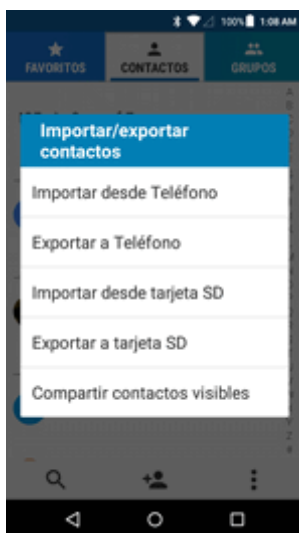 100% 1:08 AM
FAVORITOS CONTACTOS GRUPOS
A
Importar/exportar
contactos
Importar desde Teléfono
Exportar a Teléfono
Importar desde tarjeta SD
Exportar a tarjeta SD
Compartir contactos visibles
Z
#